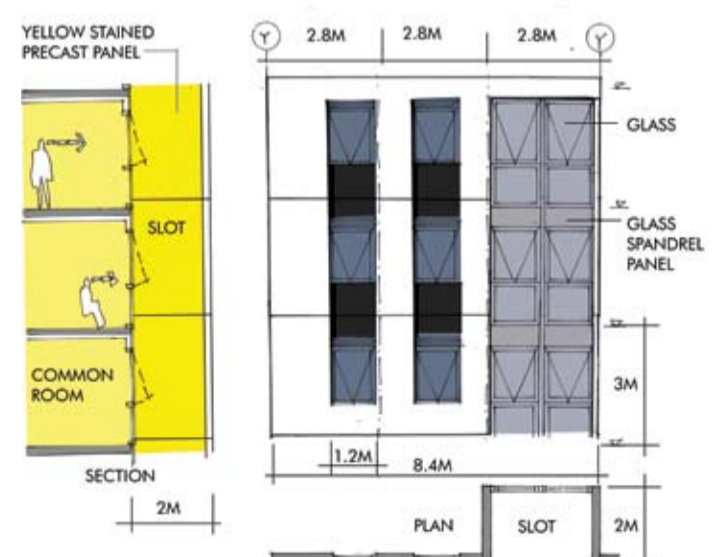 YELLOW STAINED
PRECAST PANEL
Y
2.8M
2.8M
2.8M
Y
GLASS
SLOT
GLASS
SPANDREL
PANEL
COMMON
ROOM
3M
SECTION
1.2M
8.4M
2M
PLAN
SLOT
2M